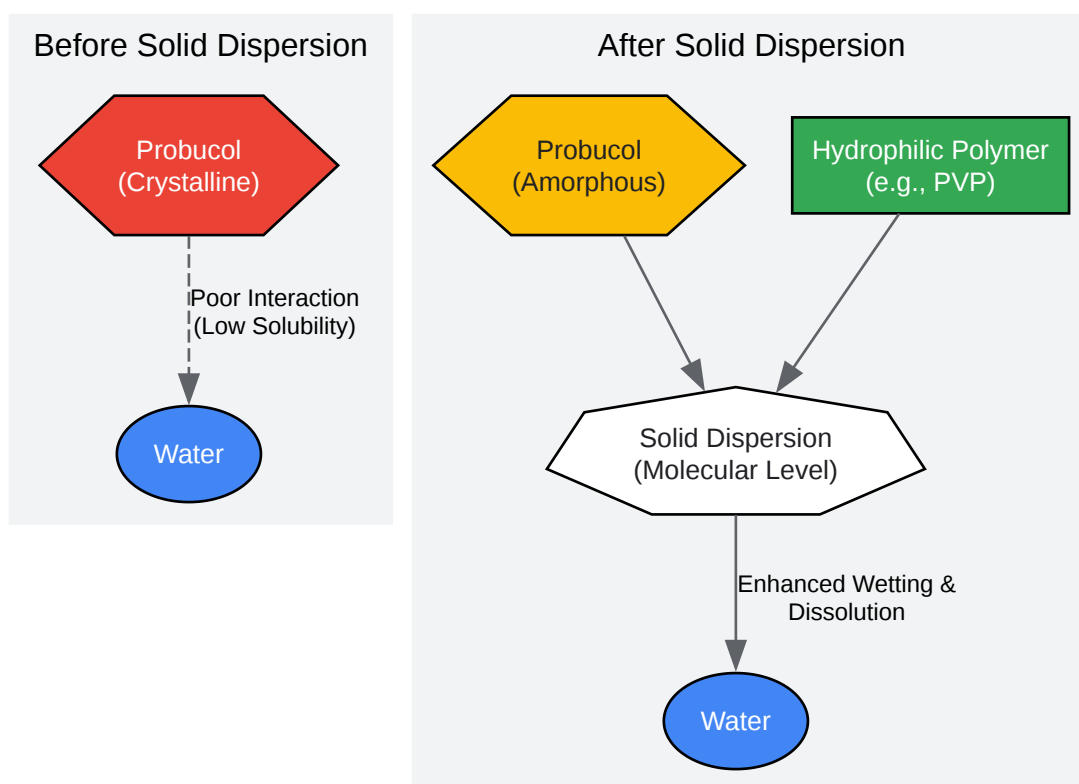 Before Solid Dispersion
Probucol
(Crystalline)
Poor Interaction
(Low Solubility)
Water
After Solid Dispersion
Probucol
(Amorphous)
Hydrophilic Polymer
(e.g., PVP)
Solid Dispersion
(Molecular Level)
Enhanced Wetting &
Dissolution
Water